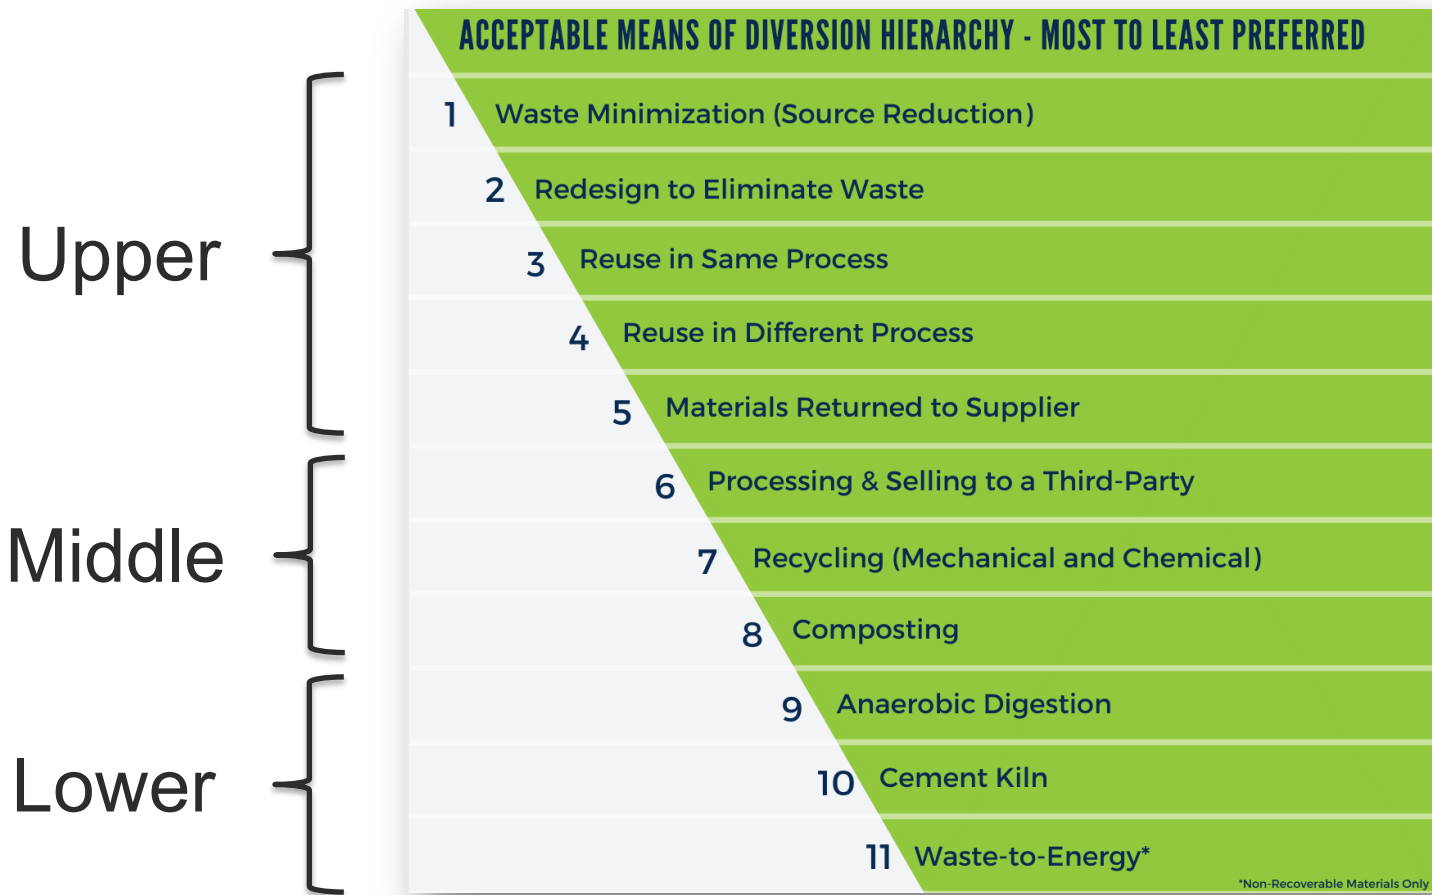 ACCEPTABLE MEANS OF DIVERSION HIERARCHY - MOST TO LEAST PREFERRED
Upper
1 Waste Minimization (Source Reduction)
2 Redesign to Eliminate Waste
3 Reuse in Same Process
4 Reuse in Different Process
5 Materials Returned to Supplier
Middle
6 Processing & Selling to a Third-Party
7 Recycling (Mechanical and Chemical)
8 Composting
Lower
9 Anaerobic Digestion
10 Cement Kiln
11 Waste-to-Energy*
*Non-Recoverable Materials Only